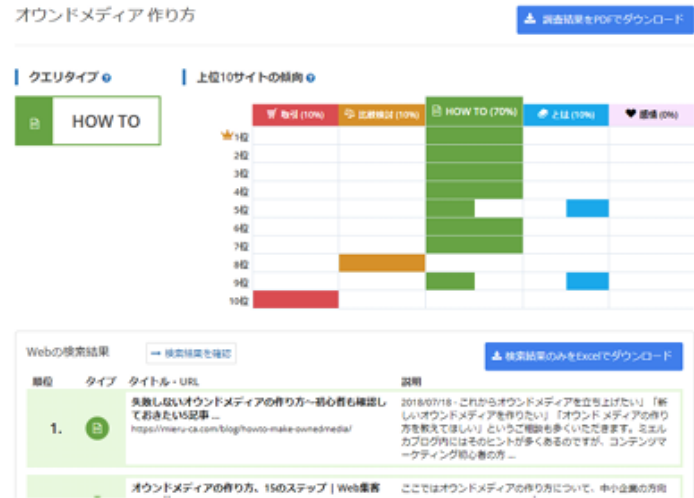 オウンドメディア 作り方
調査結果をPDFでダウンロード
クエリタイプ
上位10サイトの傾向
HOW TO
取引 (10%)
比較検討 (10%)
HOW TO (70%)
とは (10%)
感情 (0%)
1位
2位
3位
4位
5位
6位
7位
8位
9位
10位
Webの検索結果
検索結果を確認
検索結果のみをExcelでダウンロード
順位 タイプ タイトル・URL 説明
1.
失敗しないオウンドメディアの作り方～初心者も確認し
ておきたい5記事 ...
https://mieru-ca.com/blog/howto-make-ownedmedia/
2018/07/18 - これからオウンドメディアを立ち上げたい」「新
しいオウンドメディアを作りたい」「オウンド メディアの作り
方を教えてほしい」というご相談も多くいただきます。ミエル
カブログ内にはそのヒントが多くあるのですが、コンテンツマ
ーケティング初心者の方 ...
オウンドメディアの作り方、15のステップ | Web集客
ここではオウンドメディアの作り方について、中小企業の方向